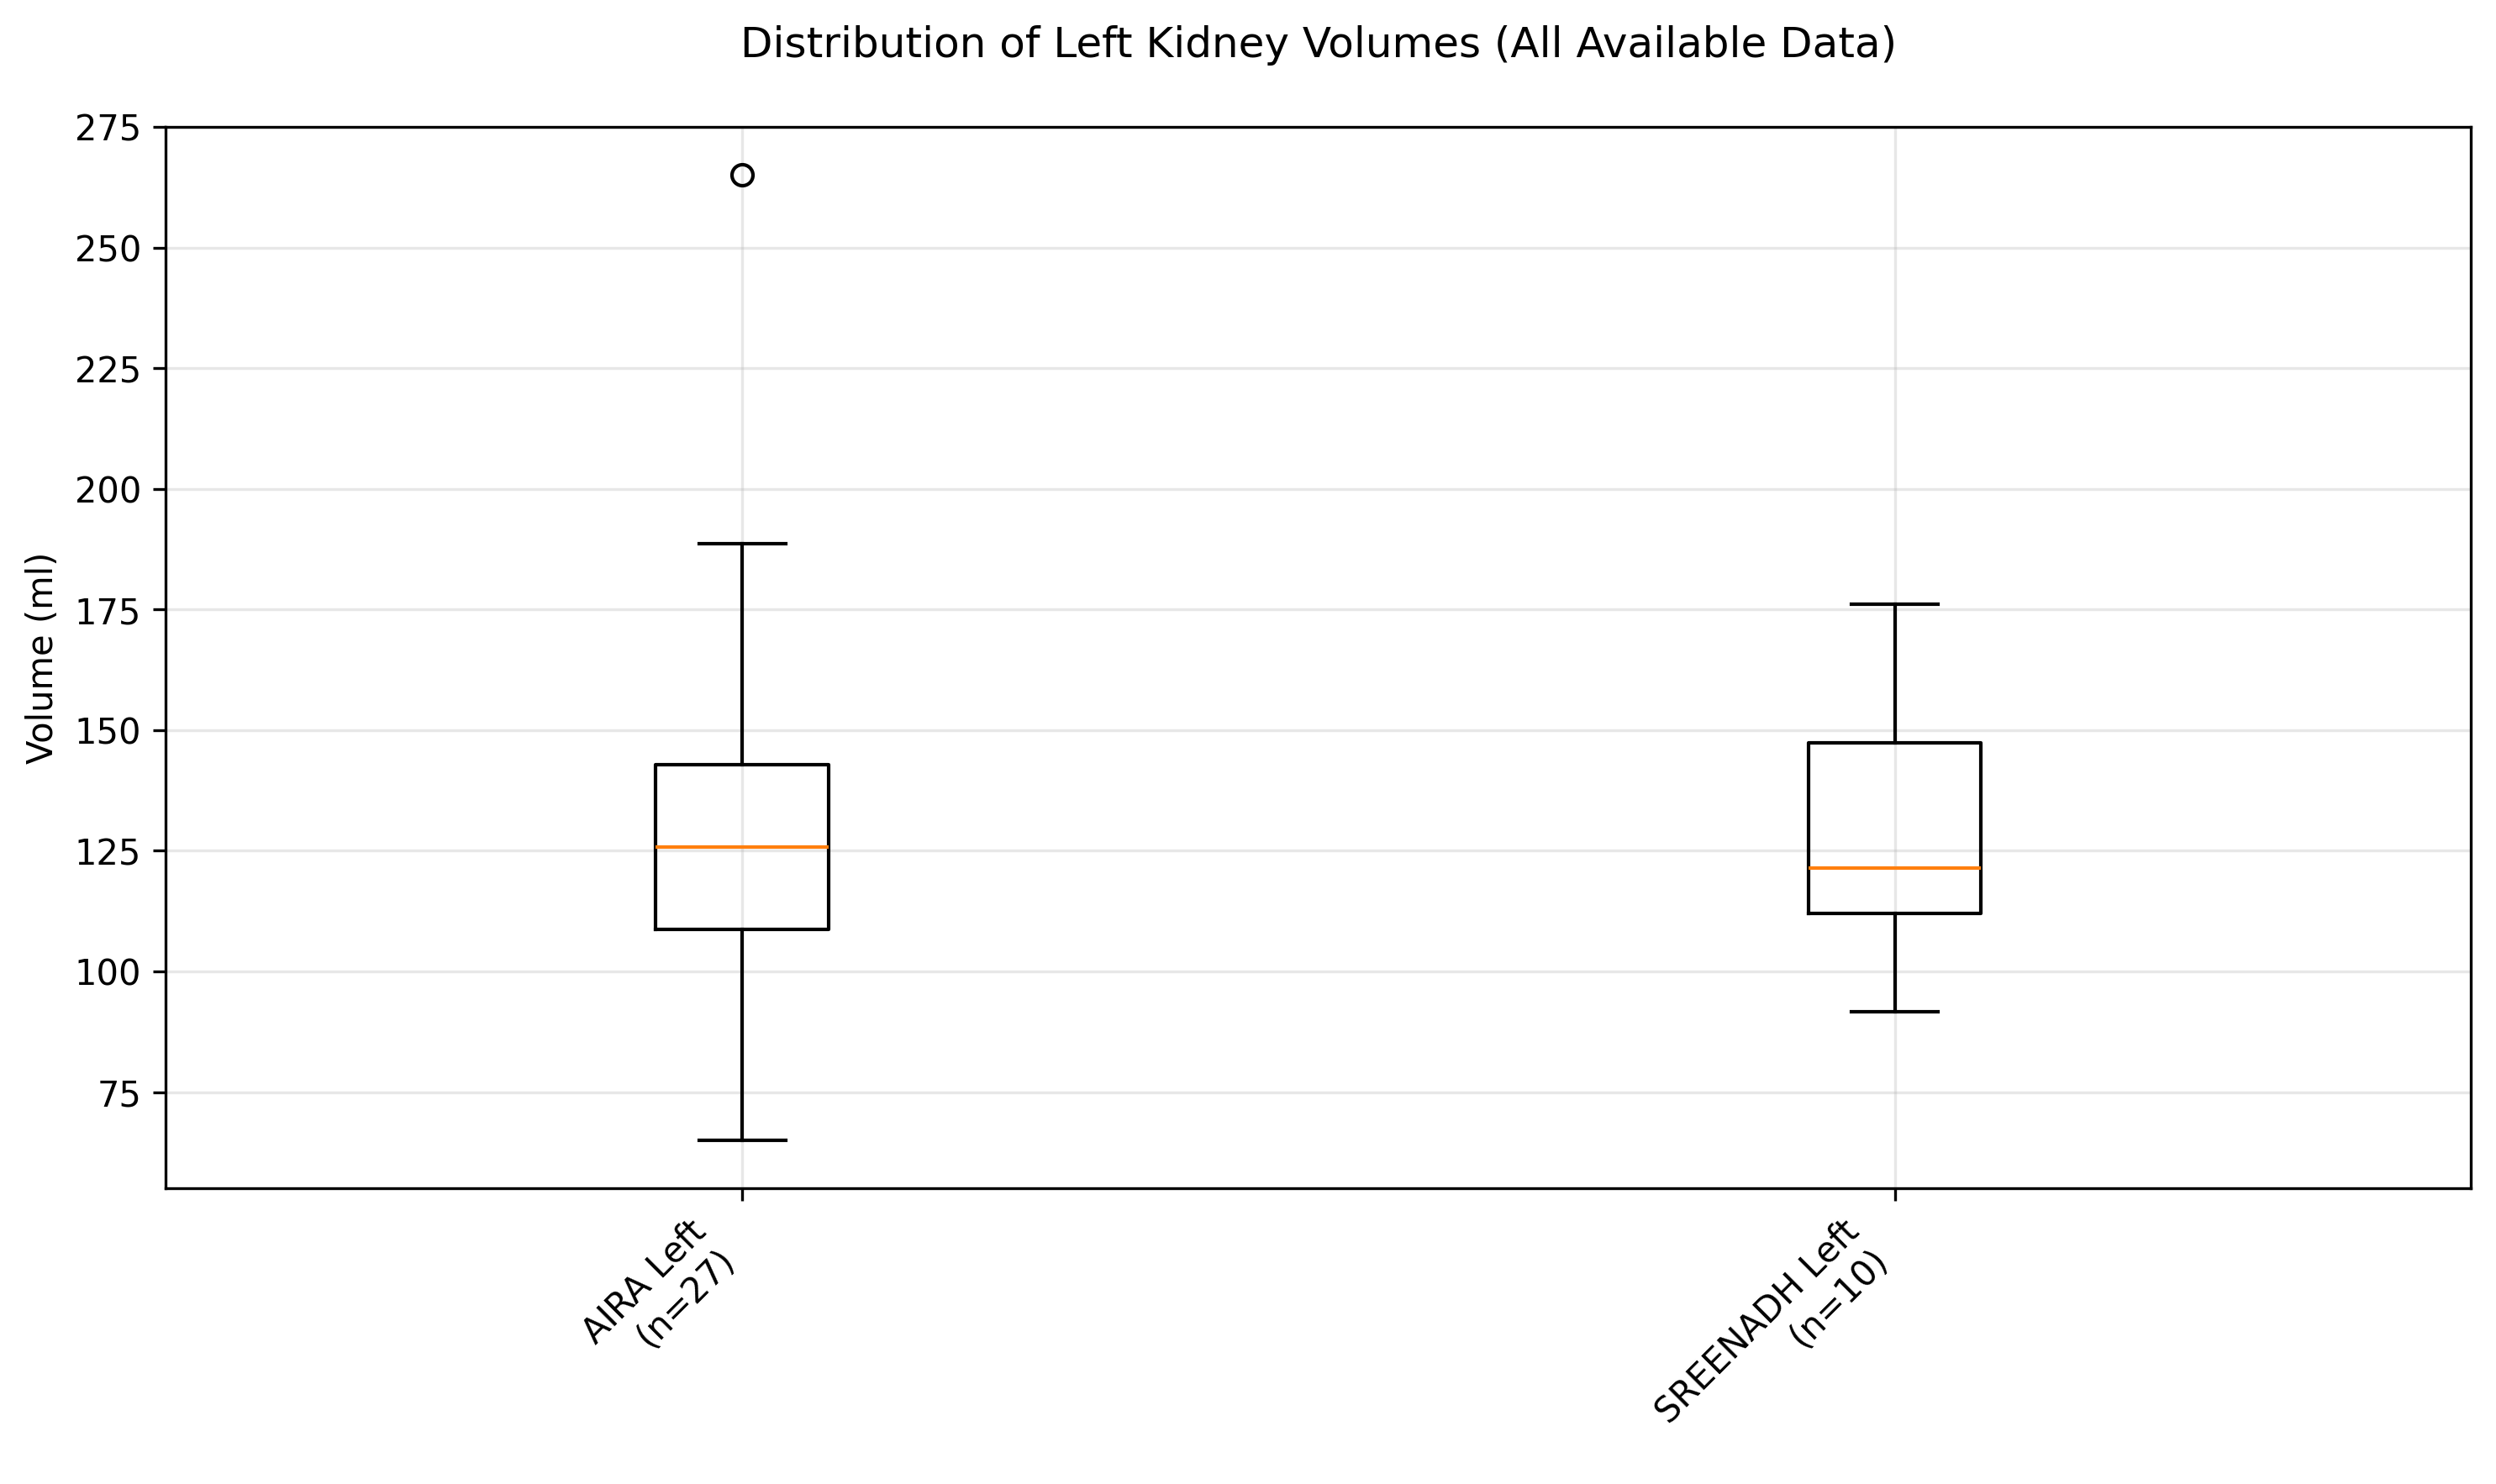 Distribution of Left Kidney Volumes (All Available Data)
275
250
225
200
175
150
125
100
75
Volume (ml)
AIRA Left
(n=27)
SREENADH Left
(n=10)